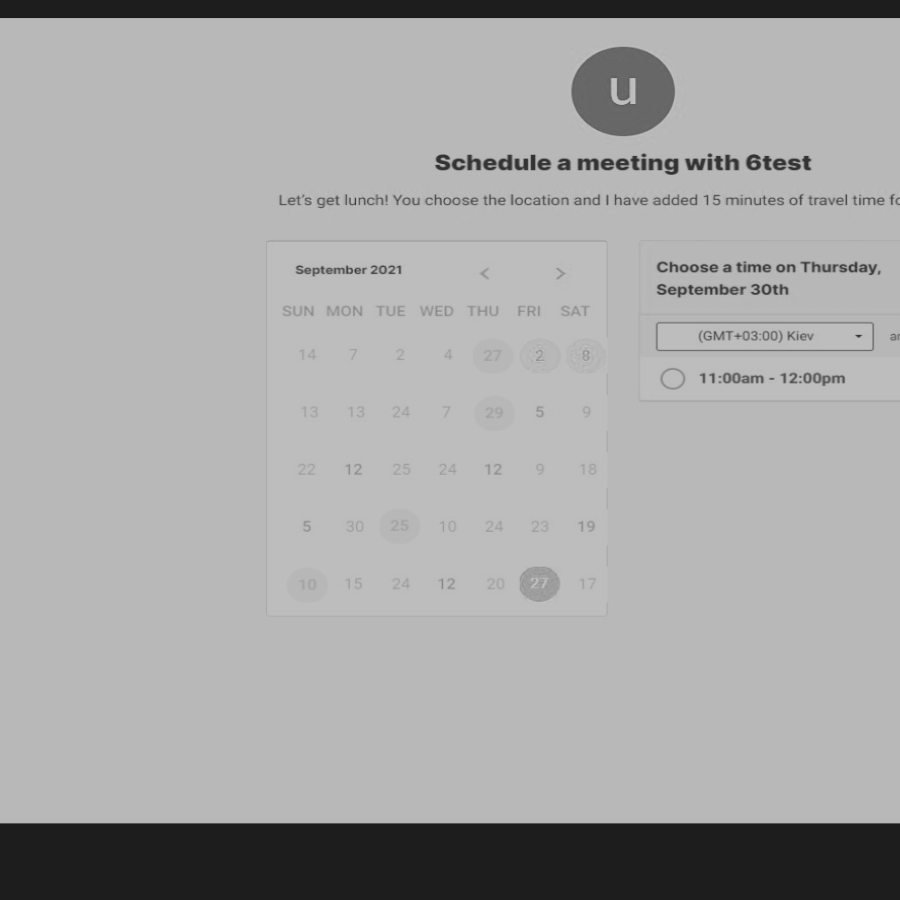 u
Schedule a meeting with 6test
Let's get lunch! You choose the location and I have added 15 minutes of travel time
September 2021 < >
SUN MON TUE WED THU FRI SAT
14 7 2 4 27 2 8
13 13 24 7 29 5 9
22 12 25 24 12 9 18
5 30 25 10 24 23 19
10 15 24 12 20 27 17
Choose a time on Thursday,
September 30th
(GMT+03:00) Kiev
11:00am - 12:00pm